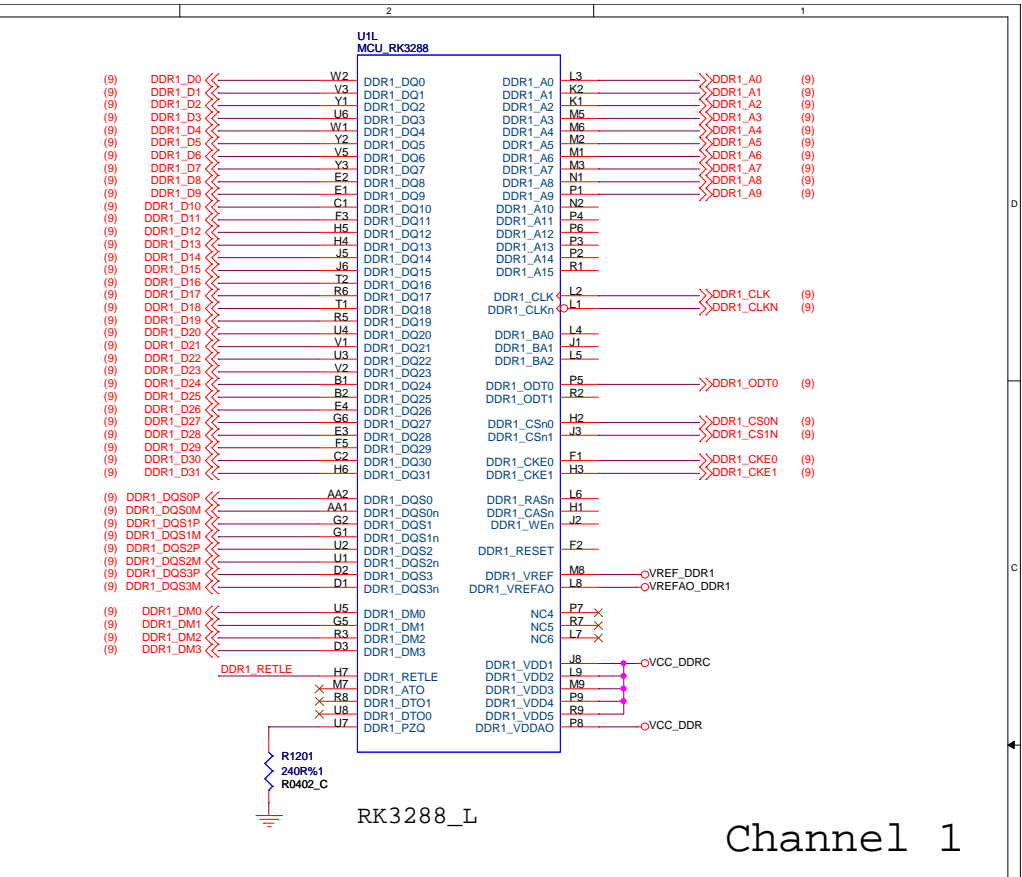 2 1
U1L
MCU_RK3288
(9) DDR1_D0 W2 DDR1_DQ0 DDR1_A0 L3 DDR1_A0 (9)
(9) DDR1_D1 V3 DDR1_DQ1 DDR1_A1 K2 DDR1_A1 (9)
(9) DDR1_D2 Y1 DDR1_DQ2 DDR1_A2 K1 DDR1_A2 (9)
(9) DDR1_D3 U6 DDR1_DQ3 DDR1_A3 M5 DDR1_A3 (9)
(9) DDR1_D4 W1 DDR1_DQ4 DDR1_A4 M6 DDR1_A4 (9)
(9) DDR1_D5 Y2 DDR1_DQ5 DDR1_A5 M2 DDR1_A5 (9)
(9) DDR1_D6 V5 DDR1_DQ6 DDR1_A6 M1 DDR1_A6 (9)
(9) DDR1_D7 Y3 DDR1_DQ7 DDR1_A7 M3 DDR1_A7 (9)
(9) DDR1_D8 E2 DDR1_DQ8 DDR1_A8 N1 DDR1_A8 (9)
(9) DDR1_D9 E1 DDR1_DQ9 DDR1_A9 P1 DDR1_A9 (9)
(9) DDR1_D10 C1 DDR1_DQ10 DDR1_A10 N2
(9) DDR1_D11 F3 DDR1_DQ11 DDR1_A11 P4
(9) DDR1_D12 H5 DDR1_DQ12 DDR1_A12 P6
(9) DDR1_D13 H4 DDR1_DQ13 DDR1_A13 P3
(9) DDR1_D14 J5 DDR1_DQ14 DDR1_A14 P2
(9) DDR1_D15 J6 DDR1_DQ15 DDR1_A15 R1
(9) DDR1_D16 T2 DDR1_DQ16
(9) DDR1_D17 R6 DDR1_DQ17 DDR1_CLK L2 DDR1_CLK (9)
(9) DDR1_D18 T1 DDR1_DQ18 DDR1_CLKn L1 DDR1_CLKN (9)
(9) DDR1_D19 R5 DDR1_DQ19
(9) DDR1_D20 U4 DDR1_DQ20 DDR1_BA0 L4
(9) DDR1_D21 V1 DDR1_DQ21 DDR1_BA1 J1
(9) DDR1_D22 U3 DDR1_DQ22 DDR1_BA2 L5
(9) DDR1_D23 V2 DDR1_DQ23
(9) DDR1_D24 B1 DDR1_DQ24 DDR1_ODT0 P5 DDR1_ODT0 (9)
(9) DDR1_D25 B2 DDR1_DQ25 DDR1_ODT1 R2
(9) DDR1_D26 E4 DDR1_DQ26
(9) DDR1_D27 G6 DDR1_DQ27 DDR1_CSn0 H2 DDR1_CS0N (9)
(9) DDR1_D28 E3 DDR1_DQ28 DDR1_CSn1 J3 DDR1_CS1N (9)
(9) DDR1_D29 F5 DDR1_DQ29
(9) DDR1_D30 C2 DDR1_DQ30 DDR1_CKE0 F1 DDR1_CKE0 (9)
(9) DDR1_D31 H6 DDR1_DQ31 DDR1_CKE1 H3 DDR1_CKE1 (9)
(9) DDR1_DQS0P AA2 DDR1_DQS0 DDR1_RASn L6
(9) DDR1_DQS0M AA1 DDR1_DQS0n DDR1_CASn H1
(9) DDR1_DQS1P G2 DDR1_DQS1 DDR1_WEn J2
(9) DDR1_DQS1M G1 DDR1_DQS1n
(9) DDR1_DQS2P U2 DDR1_DQS2 DDR1_RESET F2
(9) DDR1_DQS2M U1 DDR1_DQS2n
(9) DDR1_DQS3P D2 DDR1_DQS3 DDR1_VREF M8 VREF_DDR1
(9) DDR1_DQS3M D1 DDR1_DQS3n DDR1_VREFAO L8 VREFAO_DDR1
(9) DDR1_DM0 U5 DDR1_DM0 NC4 P7
(9) DDR1_DM1 G5 DDR1_DM1 NC5 R7
(9) DDR1_DM2 R3 DDR1_DM2 NC6 L7
(9) DDR1_DM3 D3 DDR1_DM3
DDR1_VDD1 J8 VCC_DDRC
DDR1_RETLE H7 DDR1_RETLE DDR1_VDD2 L9
M7 DDR1_ATO DDR1_VDD3 M9
R8 DDR1_DTO1 DDR1_VDD4 P9
U8 DDR1_DTO0 DDR1_VDD5 R9
U7 DDR1_PZQ DDR1_VDDAO P8 VCC_DDR
R1201
240R%1
R0402_C
RK3288_L
Channel 1
D
C